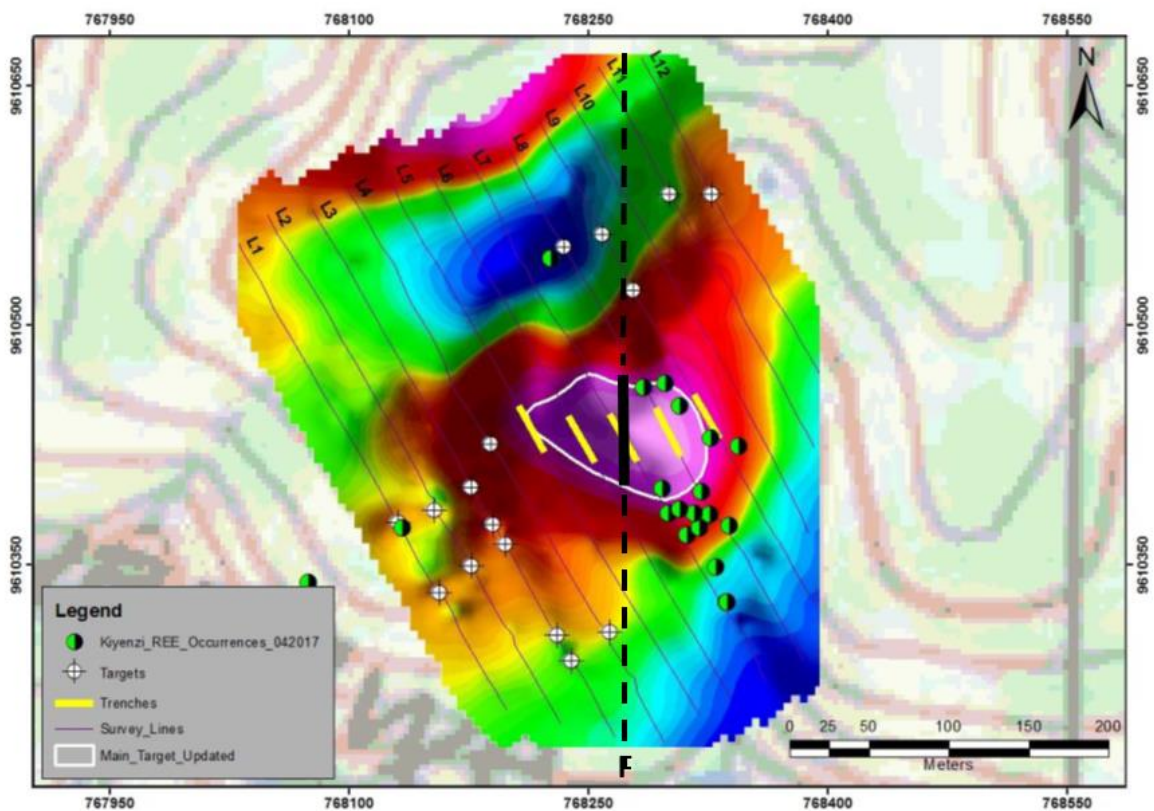 767950 768100 768250 768400 768550
9610650 9610650
N
L12
L11
L10
L9
L8
L7
L6
L5
L4
L3
L2
L1
9610500 9610500
9610350 9610350
Legend
Kiyenzi_REE_Occurrences_042017
Targets
Trenches
Survey_Lines
Main_Target_Updated
0 25 50 100 150 200
Meters
767950 768100 768250 768400 768550